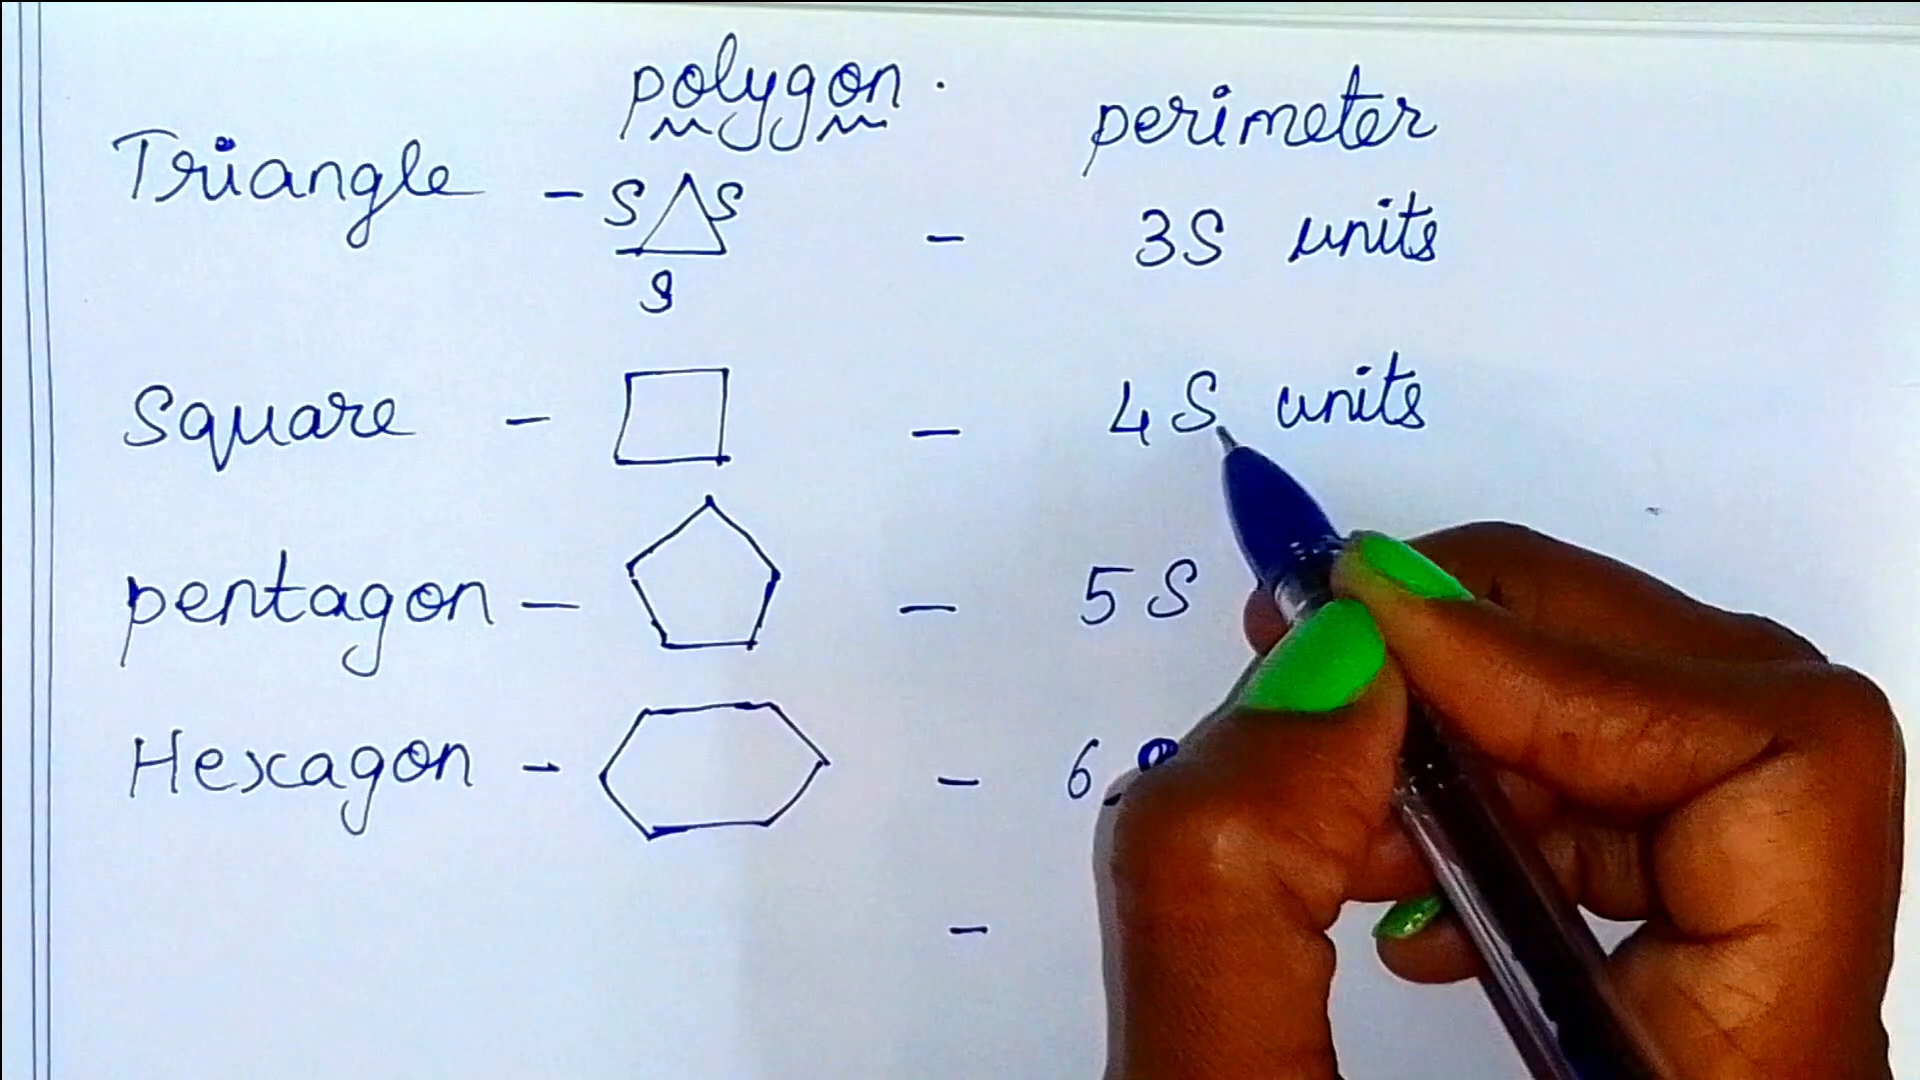 polygon. perimeter
Triangle - S S - 3S units
S
Square - - 4S units
pentagon - - 5S
Hexagon - - 6
-